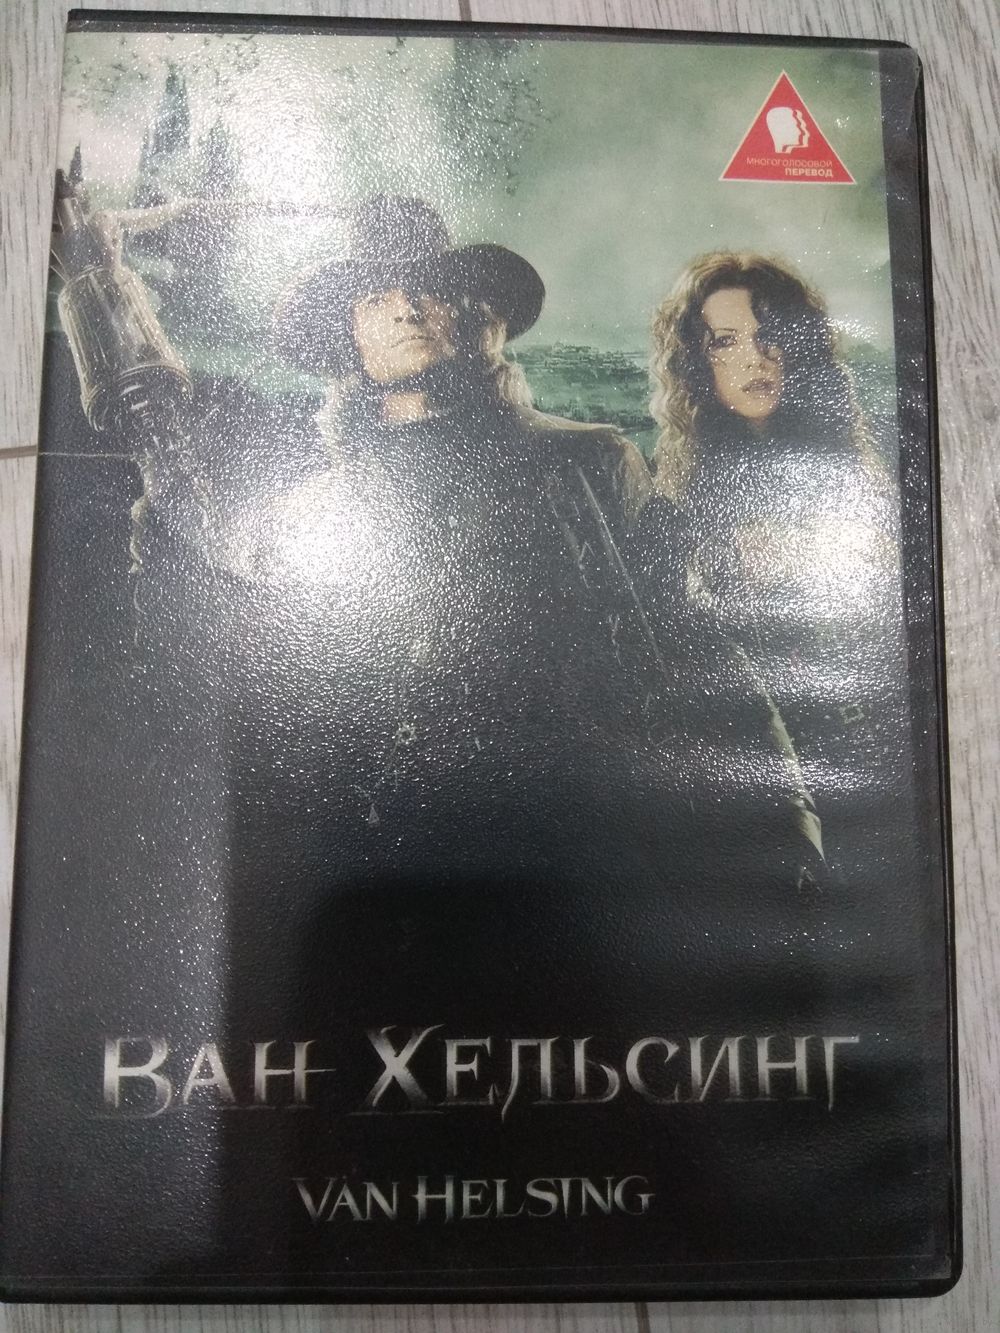 МНОГОГОЛОСОВОЙ
ПЕРЕВОД
ВАН ХЕЛЬСИНГ
VAN HELSING